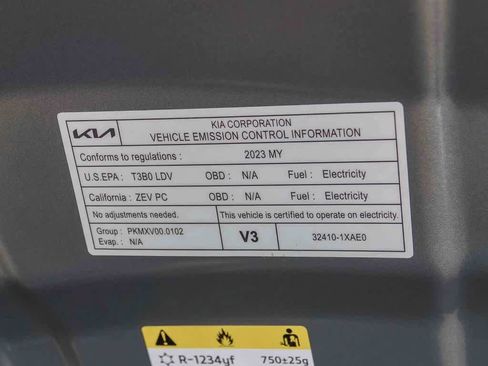 KIA
KIA CORPORATION
VEHICLE EMISSION CONTROL INFORMATION
Conforms to regulations : 2023 MY
U.S.EPA : T3B0 LDV OBD : N/A Fuel : Electricity
California : ZEV PC OBD : N/A Fuel : Electricity
No adjustments needed. This vehicle is certified to operate on electricity.
Group : PKMXV00.0102
Evap. : N/A
V3
32410-1XAE0
R-1234yf 750±25g